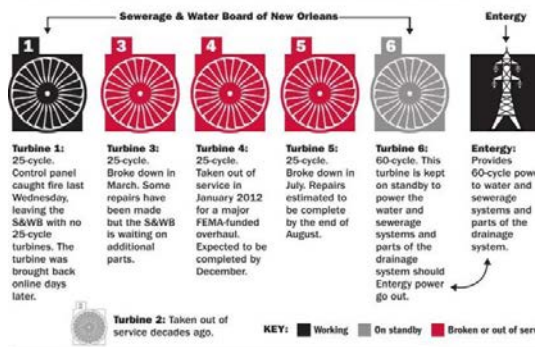 Sewerage & Water Board of New Orleans
Entergy
1
3
4
5
6
Turbine 1:
25-cycle.
Control panel
caught fire last
Wednesday,
leaving the
S&WB with no
25-cycle
turbines. The
turbine was
brought back
online days
later.
Turbine 3:
25-cycle.
Broke down in
March. Some
repairs have
been made
but the S&WB
is waiting on
additional
parts.
Turbine 4:
25-cycle.
Taken out of
service in
January 2012
for a major
FEMA-funded
overhaul.
Expected to be
completed by
December.
Turbine 5:
25-cycle.
Broke down in
July. Repairs
estimated to
be complete
by the end of
August.
Turbine 6:
60-cycle. This
turbine is kept
on standby to
power the
water and
sewerage
systems and
parts of the
drainage
system should
Entergy power
go out.
Entergy:
Provides
60-cycle power
to water and
sewerage
systems and
parts of the
drainage
system.
2
Turbine 2: Taken out of
service decades ago.
KEY:
Working
On standby
Broken or out of serv